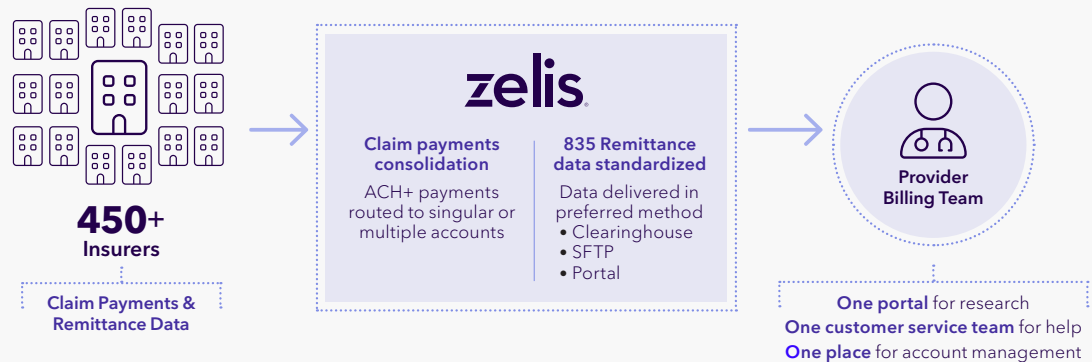 450+
Insurers
Claim Payments &
Remittance Data
zelis®
Claim payments
consolidation
ACH+ payments
routed to singular or
multiple accounts
835 Remittance
data standardized
Data delivered in
preferred method
• Clearinghouse
• SFTP
• Portal
Provider
Billing Team
One portal for research
One customer service team for help
One place for account management